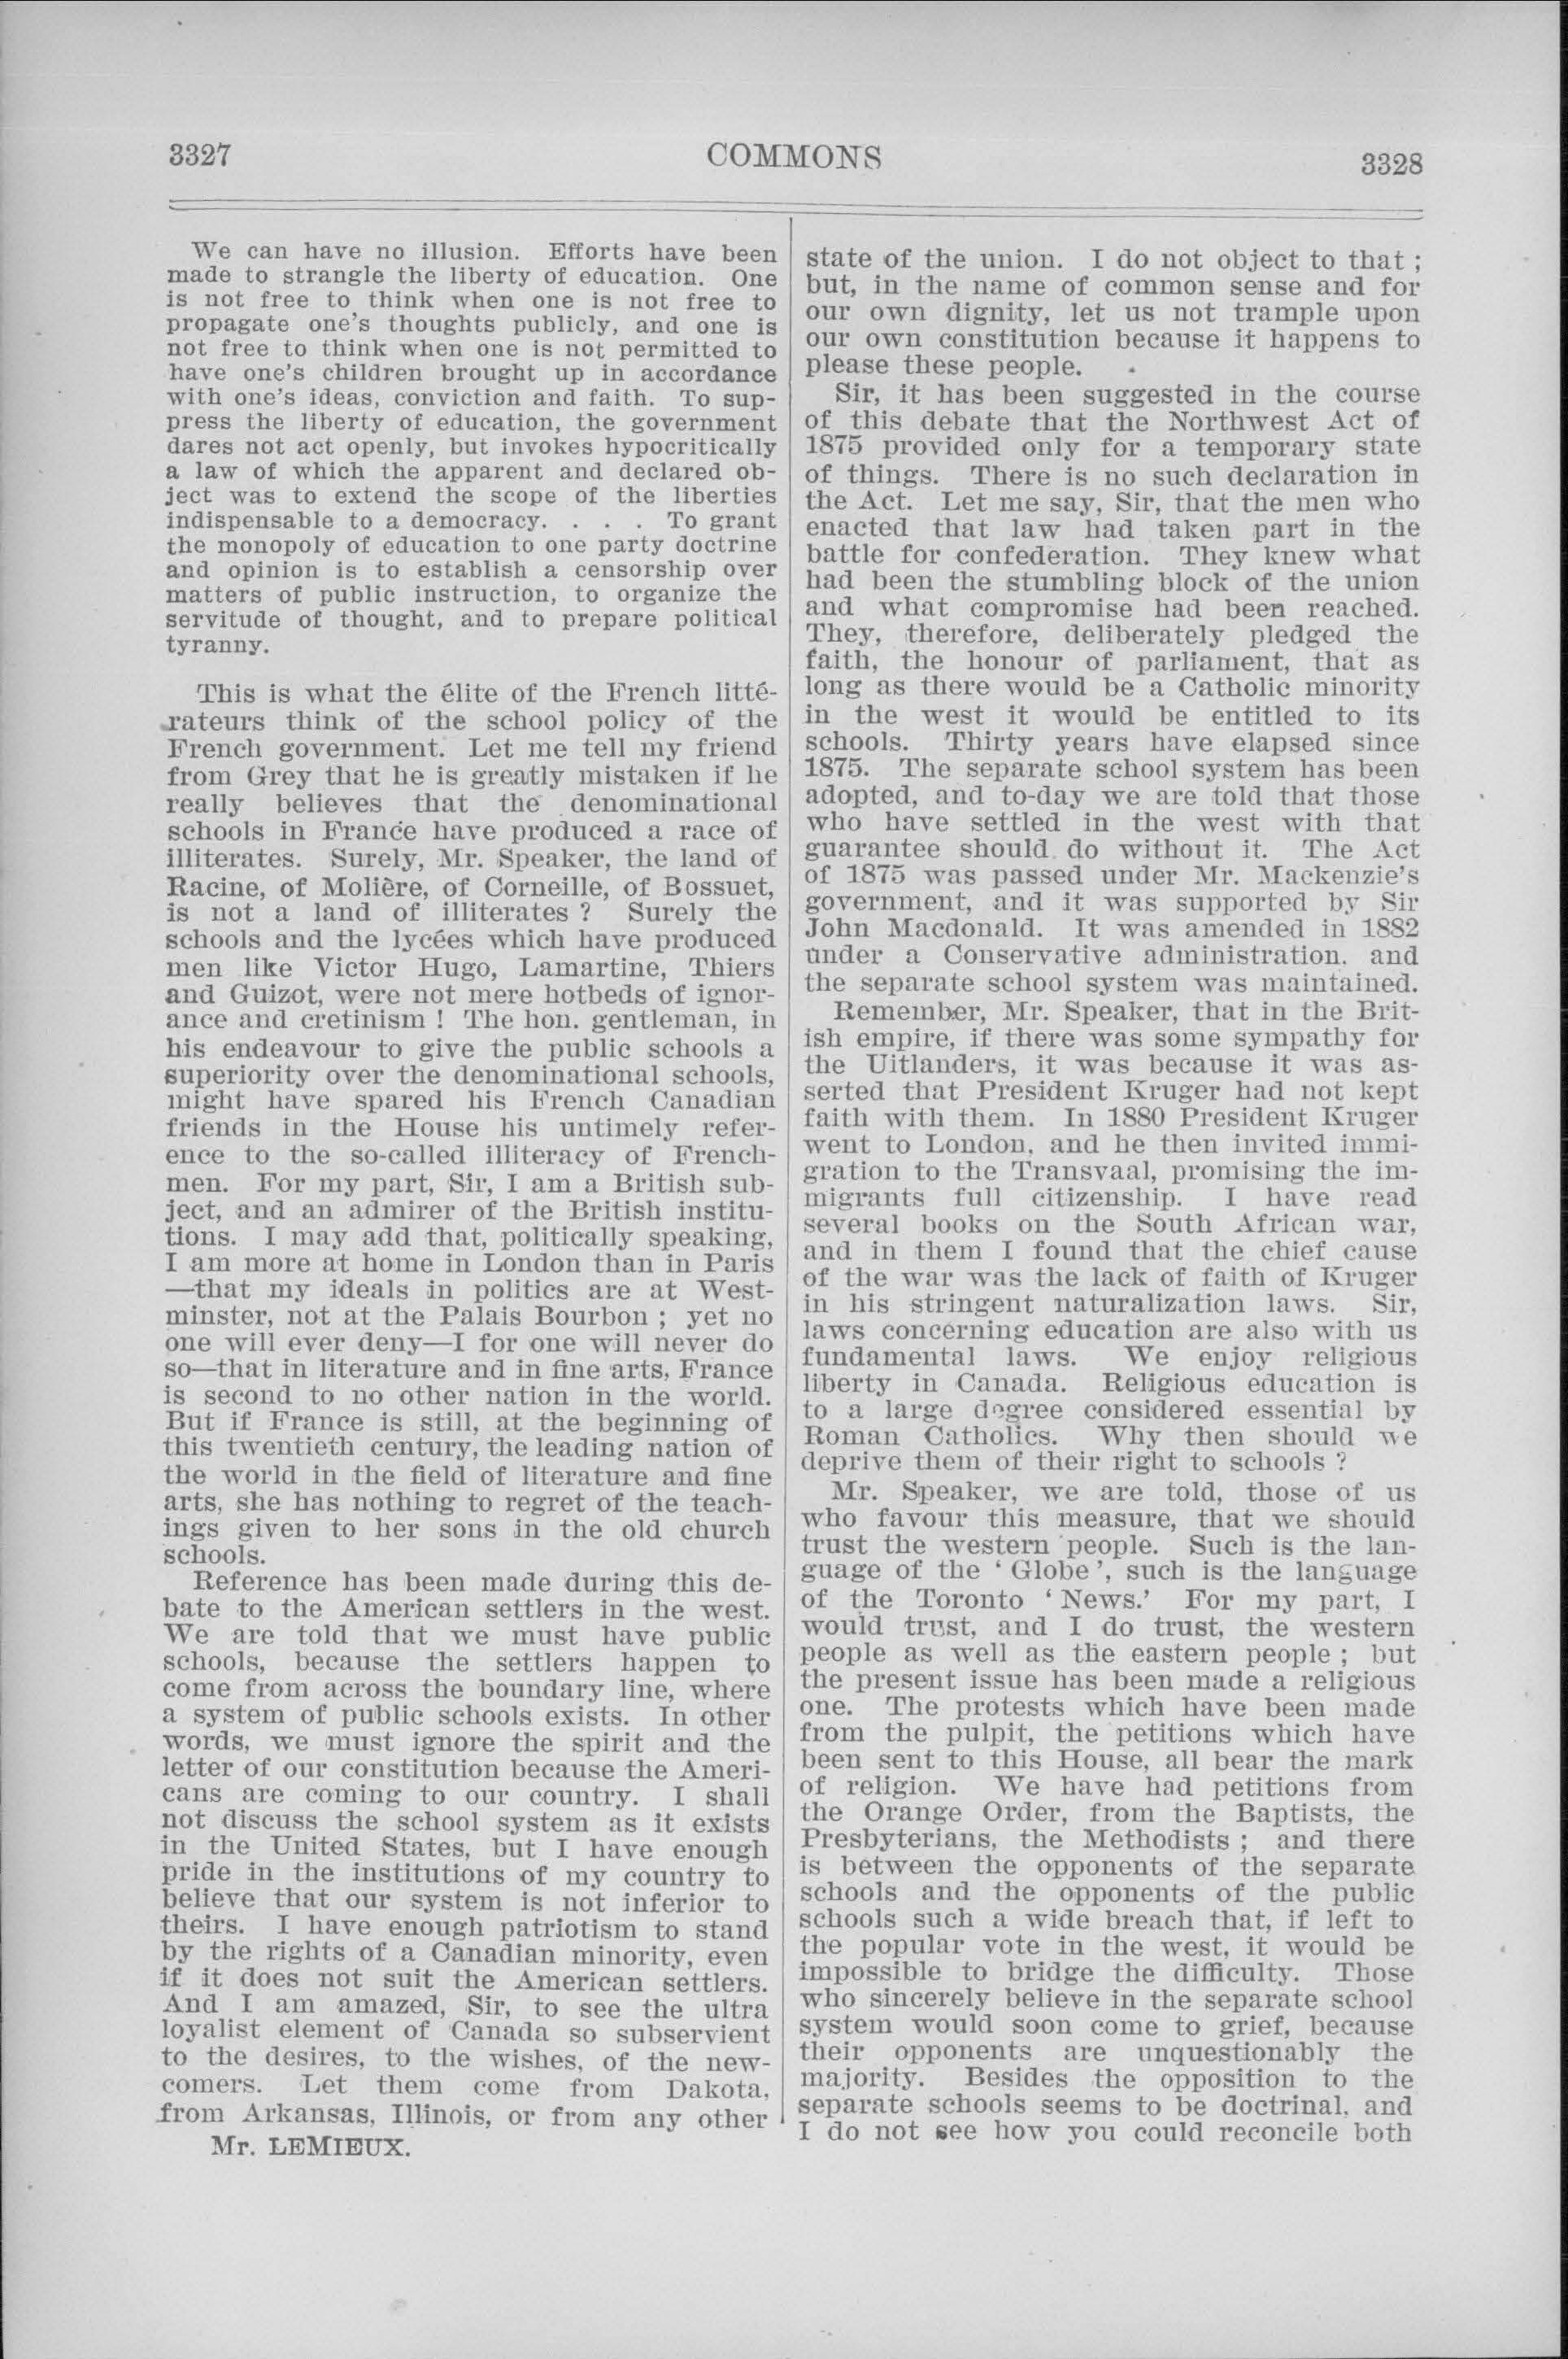 3327
COMMONS
3328
We can have no illusion. Efforts have been
made to strangle the liberty of education. One
is not free to think when one is not free to
propagate one's thoughts publicly, and one is
not free to think when one is not permitted to
have one's children brought up in accordance
with one's ideas, conviction and faith. To sup-
press the liberty of education, the government
dares not act openly, but invokes hypocritically
a law of which the apparent and declared ob-
ject was to extend the scope of the liberties
indispensable to a democracy. . . . To grant
the monopoly of education to one party doctrine
and opinion is to establish a censorship over
matters of public instruction, to organize the
servitude of thought, and to prepare political
tyranny.
This is what the élite of the French litté-
rateurs think of the school policy of the
French government. Let me tell my friend
from Grey that he is greatly mistaken if he
really believes that the denominational
schools in France have produced a race of
illiterates. Surely, Mr. Speaker, the land of
Racine, of Molière, of Corneille, of Bossuet,
is not a land of illiterates ? Surely the
schools and the lycées which have produced
men like Victor Hugo, Lamartine, Thiers
and Guizot, were not mere hotbeds of ignor-
ance and cretinism ! The hon. gentleman, in
his endeavour to give the public schools a
superiority over the denominational schools,
might have spared his French Canadian
friends in the House his untimely refer-
ence to the so-called illiteracy of French-
men. For my part, Sir, I am a British sub-
ject, and an admirer of the British institu-
tions. I may add that, politically speaking,
I am more at home in London than in Paris
—that my ideals in politics are at West-
minster, not at the Palais Bourbon ; yet no
one will ever deny—I for one will never do
so—that in literature and in fine arts, France
is second to no other nation in the world.
But if France is still, at the beginning of
this twentieth century, the leading nation of
the world in the field of literature and fine
arts, she has nothing to regret of the teach-
ings given to her sons in the old church
schools.
Reference has been made during this de-
bate to the American settlers in the west.
We are told that we must have public
schools, because the settlers happen to
come from across the boundary line, where
a system of public schools exists. In other
words, we must ignore the spirit and the
letter of our constitution because the Ameri-
cans are coming to our country. I shall
not discuss the school system as it exists
in the United States, but I have enough
pride in the institutions of my country to
believe that our system is not inferior to
theirs. I have enough patriotism to stand
by the rights of a Canadian minority, even
if it does not suit the American settlers.
And I am amazed, Sir, to see the ultra
loyalist element of Canada so subservient
to the desires, to the wishes, of the new-
comers. Let them come from Dakota,
from Arkansas, Illinois, or from any other
Mr. LEMIEUX.
state of the union. I do not object to that ;
but, in the name of common sense and for
our own dignity, let us not trample upon
our own constitution because it happens to
please these people.
Sir, it has been suggested in the course
of this debate that the Northwest Act of
1875 provided only for a temporary state
of things. There is no such declaration in
the Act. Let me say, Sir, that the men who
enacted that law had taken part in the
battle for confederation. They knew what
had been the stumbling block of the union
and what compromise had been reached.
They, therefore, deliberately pledged the
faith, the honour of parliament, that as
long as there would be a Catholic minority
in the west it would be entitled to its
schools. Thirty years have elapsed since
1875. The separate school system has been
adopted, and to-day we are told that those
who have settled in the west with that
guarantee should do without it. The Act
of 1875 was passed under Mr. Mackenzie's
government, and it was supported by Sir
John Macdonald. It was amended in 1882
under a Conservative administration, and
the separate school system was maintained.
Remember, Mr. Speaker, that in the Brit-
ish empire, if there was some sympathy for
the Uitlanders, it was because it was as-
serted that President Kruger had not kept
faith with them. In 1880 President Kruger
went to London, and he then invited immi-
gration to the Transvaal, promising the im-
migrants full citizenship. I have read
several books on the South African war,
and in them I found that the chief cause
of the war was the lack of faith of Kruger
in his stringent naturalization laws. Sir,
laws concerning education are also with us
fundamental laws. We enjoy religious
liberty in Canada. Religious education is
to a large degree considered essential by
Roman Catholics. Why then should we
deprive them of their right to schools ?
Mr. Speaker, we are told, those of us
who favour this measure, that we should
trust the western people. Such is the lan-
guage of the ‘ Globe ’, such is the language
of the Toronto ‘ News.’ For my part, I
would trust, and I do trust, the western
people as well as the eastern people ; but
the present issue has been made a religious
one. The protests which have been made
from the pulpit, the petitions which have
been sent to this House, all bear the mark
of religion. We have had petitions from
the Orange Order, from the Baptists, the
Presbyterians, the Methodists ; and there
is between the opponents of the separate
schools and the opponents of the public
schools such a wide breach that, if left to
the popular vote in the west, it would be
impossible to bridge the difficulty. Those
who sincerely believe in the separate school
system would soon come to grief, because
their opponents are unquestionably the
majority. Besides the opposition to the
separate schools seems to be doctrinal, and
I do not see how you could reconcile both